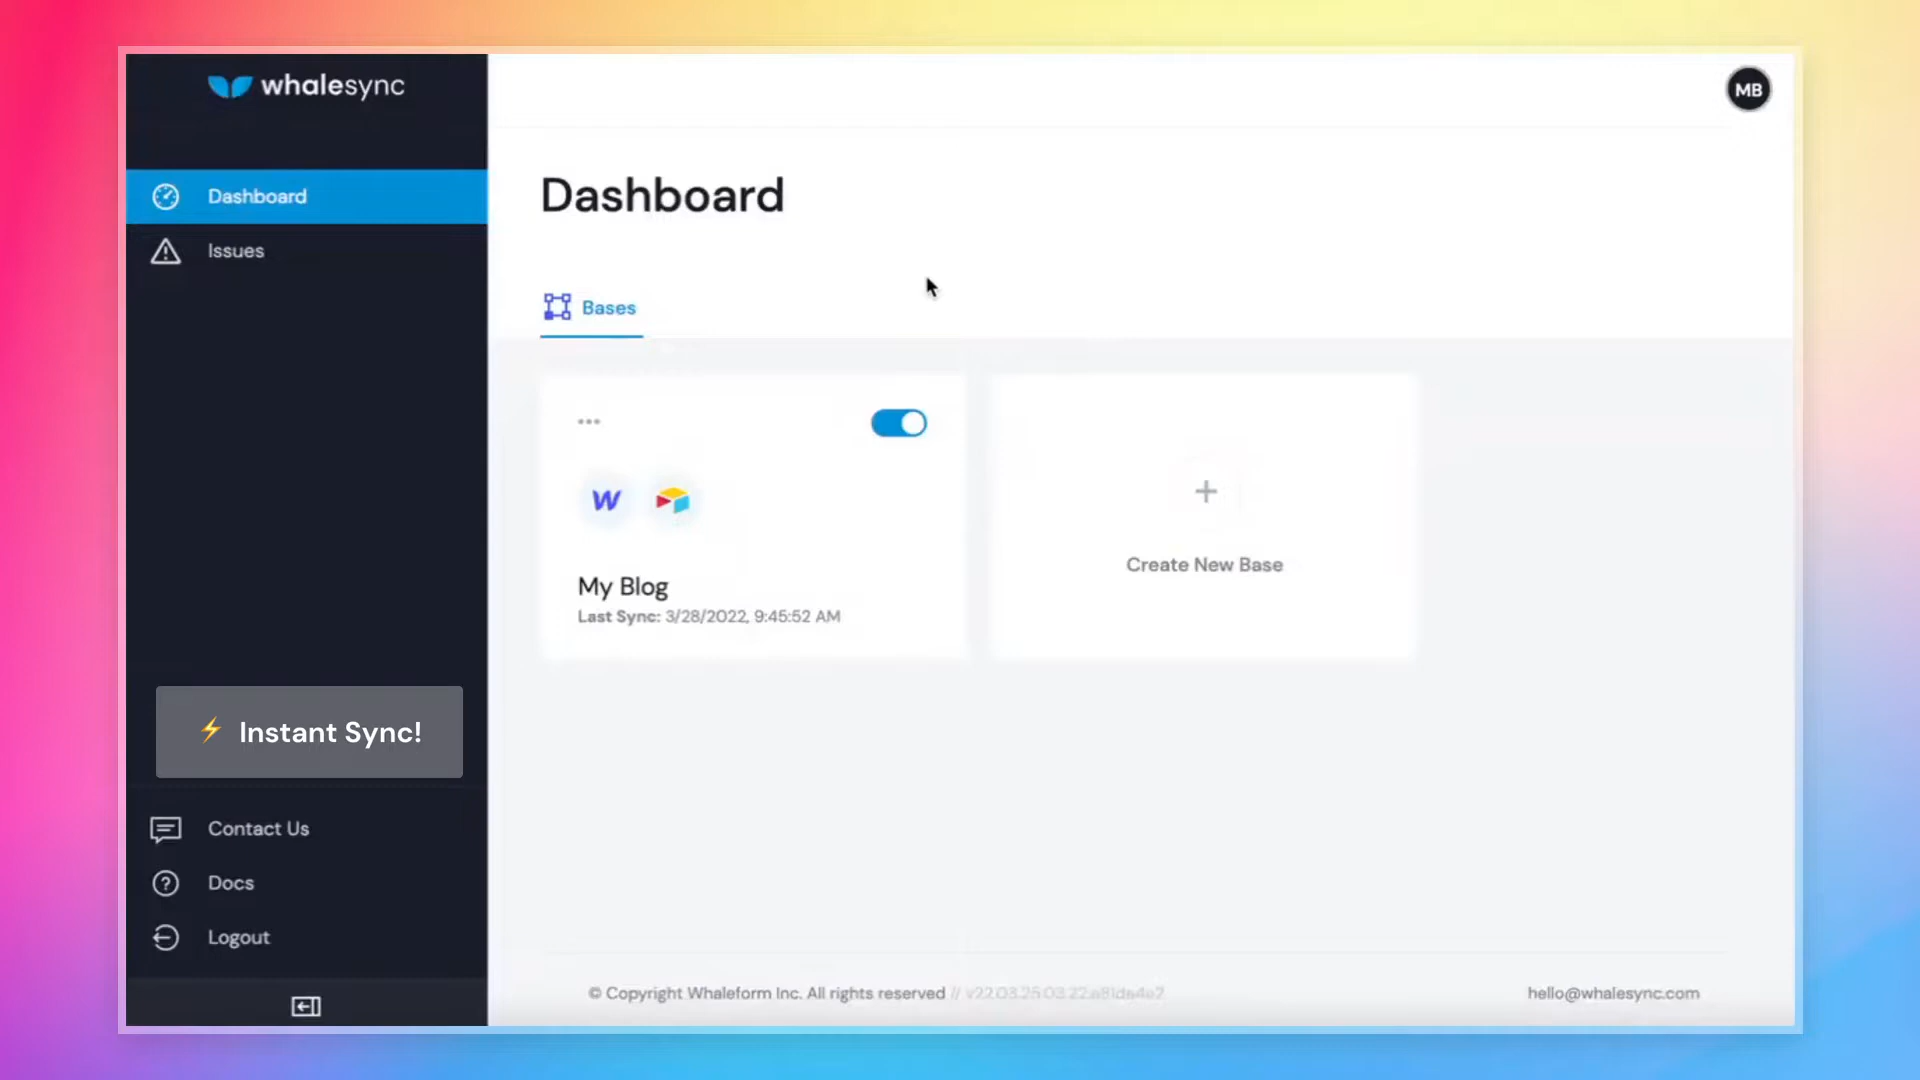 whalesync
MB
Dashboard
Issues
Dashboard
Bases
W
My Blog
Last Sync: 3/28/2022, 9:45:52 AM
Create New Base
Instant Sync!
Contact Us
Docs
Logout
© Copyright Whaleform Inc. All rights reserved //
hello@whalesync.com